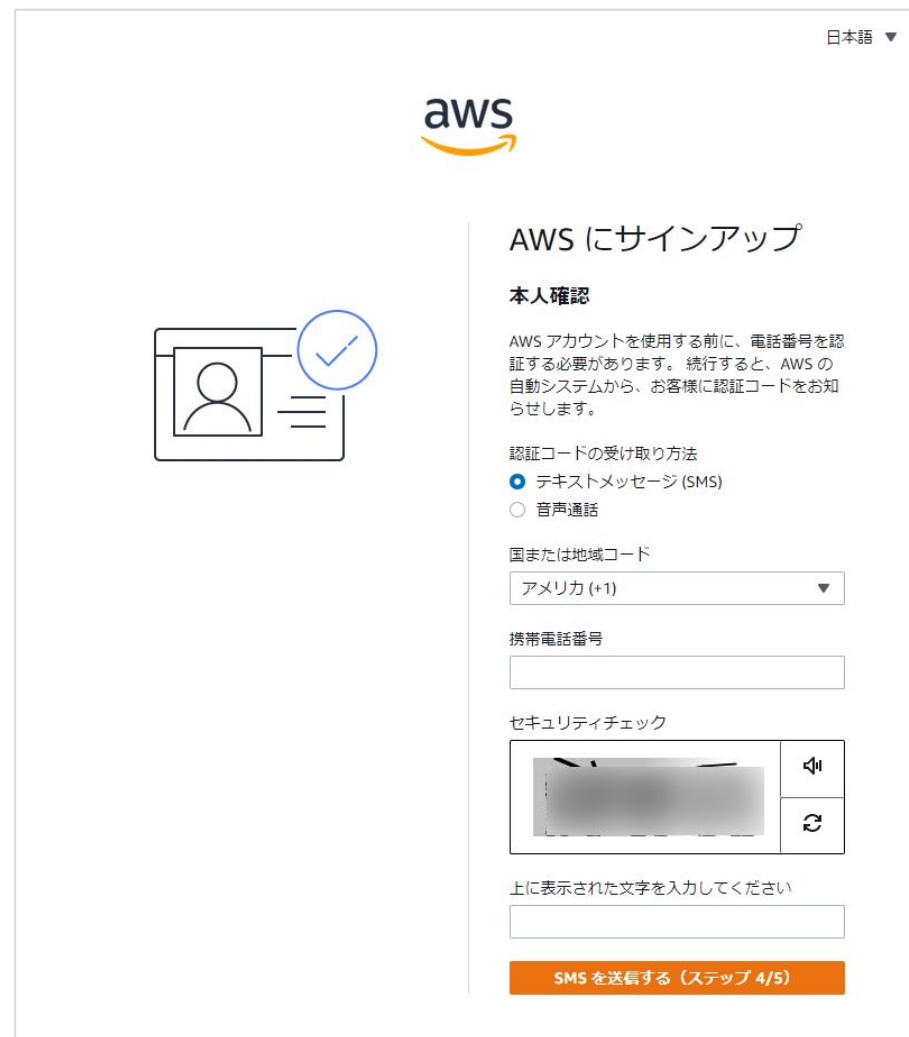 日本語
aws
AWS にサインアップ
本人確認
AWS アカウントを使用する前に、電話番号を認
証する必要があります。 続行すると、AWS の
自動システムから、お客様に認証コードをお知
らせします。
認証コードの受け取り方法
テキストメッセージ (SMS)
音声通話
国または地域コード
アメリカ (+1)
携帯電話番号
セキュリティチェック
上に表示された文字を入力してください
SMS を送信する（ステップ 4/5）